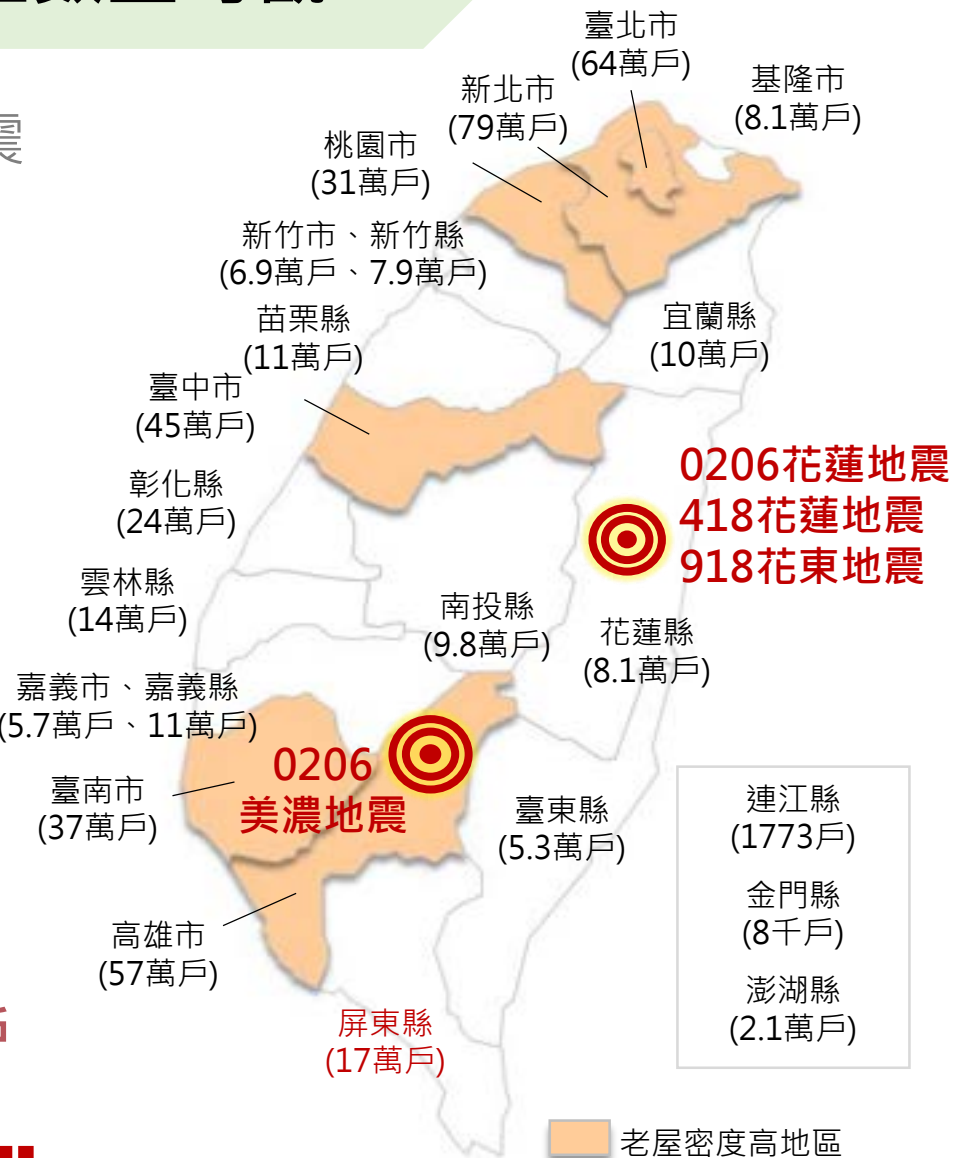 震
臺北市
(64萬戶)
基隆市
(8.1萬戶)
新北市
(79萬戶)
桃園市
(31萬戶)
新竹市、新竹縣
(6.9萬戶、7.9萬戶)
苗栗縣
(11萬戶)
宜蘭縣
(10萬戶)
臺中市
(45萬戶)
彰化縣
(24萬戶)
0206花蓮地震
418花蓮地震
918花東地震
雲林縣
(14萬戶)
南投縣
(9.8萬戶)
花蓮縣
(8.1萬戶)
嘉義市、嘉義縣
(5.7萬戶、11萬戶)
0206
美濃地震
臺南市
(37萬戶)
臺東縣
(5.3萬戶)
連江縣
(1773戶)
金門縣
(8千戶)
澎湖縣
(2.1萬戶)
高雄市
(57萬戶)
屏東縣
(17萬戶)
老屋密度高地區